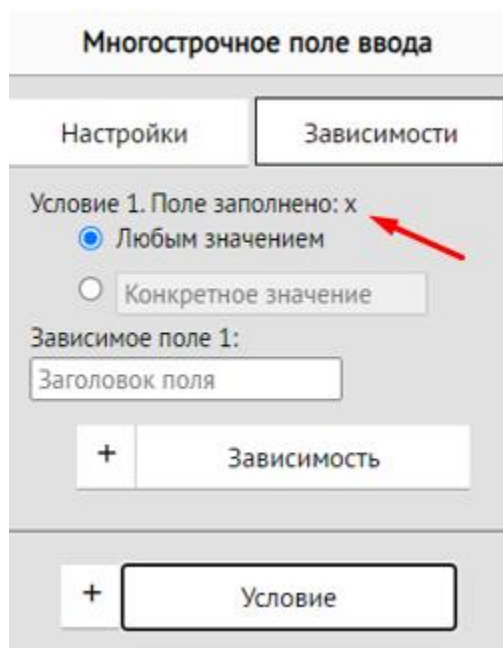 Многострочное поле ввода
Настройки Зависимости
Условие 1. Поле заполнено: x
Любым значением
Конкретное значение
Зависимое поле 1:
Заголовок поля
+ Зависимость
+ Условие